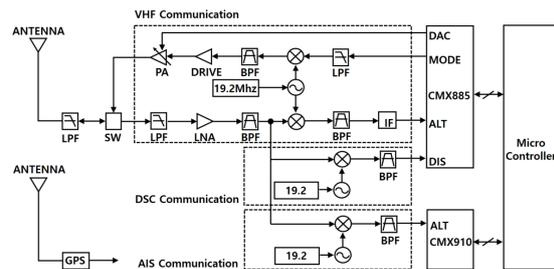 VHF Communication
ANTENNA
DAC
PA
DRIVE
BPF
LPF
MODE
19.2Mhz
CMX885
LPF
SW
LPF
LNA
BPF
BPF
IF
ALT
Micro
Controller
ANTENNA
DIS
BPF
19.2
DSC Communication
ALT
BPF
CMX910
GPS
19.2
AIS Communication